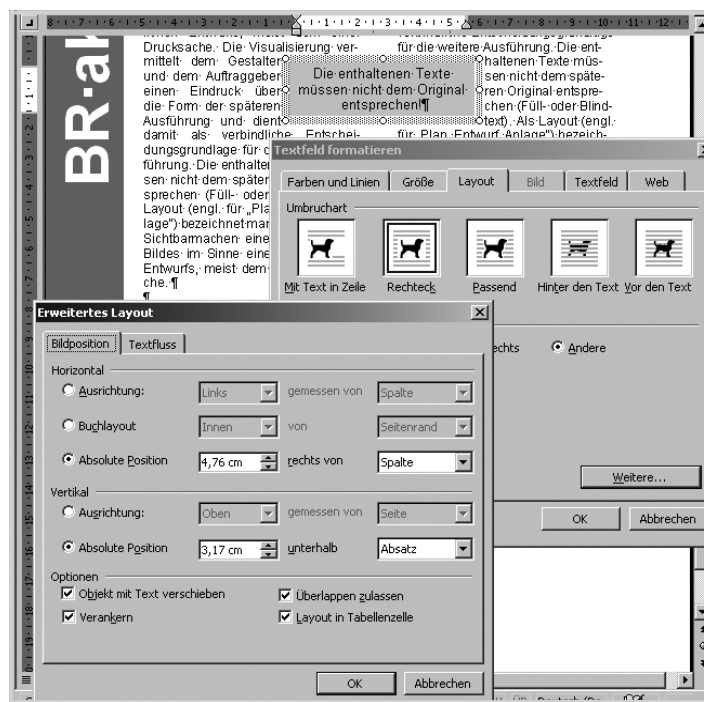 BR·ak
Drucksache.·Die·Visualisierung·ver-
mittelt·dem·Gestalter
und·dem·Auftraggeber
einen·Eindruck·über
die·Form·der·späteren
Ausführung·und·dient
damit·als·verbindliche·Entschei-
dungsgrundlage·für·
führung.·Die·enthalte
sen·nicht·dem·später
sprechen·(Füll-·oder
Layout·(engl.·für·„Pla
lage")·bezeichnet·mar
Sichtbarmachen·eine
Bildes·im·Sinne·eine
Entwurfs,·meist·dem
che.·¶
¶
Die·enthaltenen·Texte·
müssen·nicht·dem·Original·
entsprechen!¶
für·die·weitere·Ausführung.·Die·ent-
haltenen·Texte·müs-
sen·nicht·dem·späte-
ren·Original·entspre-
chen·(Füll-·oder·Blind-
text).·Als·Layout·(engl.
für·Plan,·Entwurf,·Anlage")·bezeich-
Textfeld formatieren
Farben und Linien Größe Layout Bild Textfeld Web
Umbruchart
Mit Text in Zeile Rechteck Passend Hinter den Text Vor den Text
echts Andere
Weitere...
OK Abbrechen
Erweitertes Layout
Bildposition Textfluss
Horizontal
Ausrichtung: Links gemessen von Spalte
Buchlayout Innen von Seitenrand
Absolute Position 4,76 cm rechts von Spalte
Vertikal
Ausrichtung: Oben gemessen von Seite
Absolute Position 3,17 cm unterhalb Absatz
Optionen
Objekt mit Text verschieben Überlappen zulassen
Verankern Layout in Tabellenzelle
OK Abbrechen